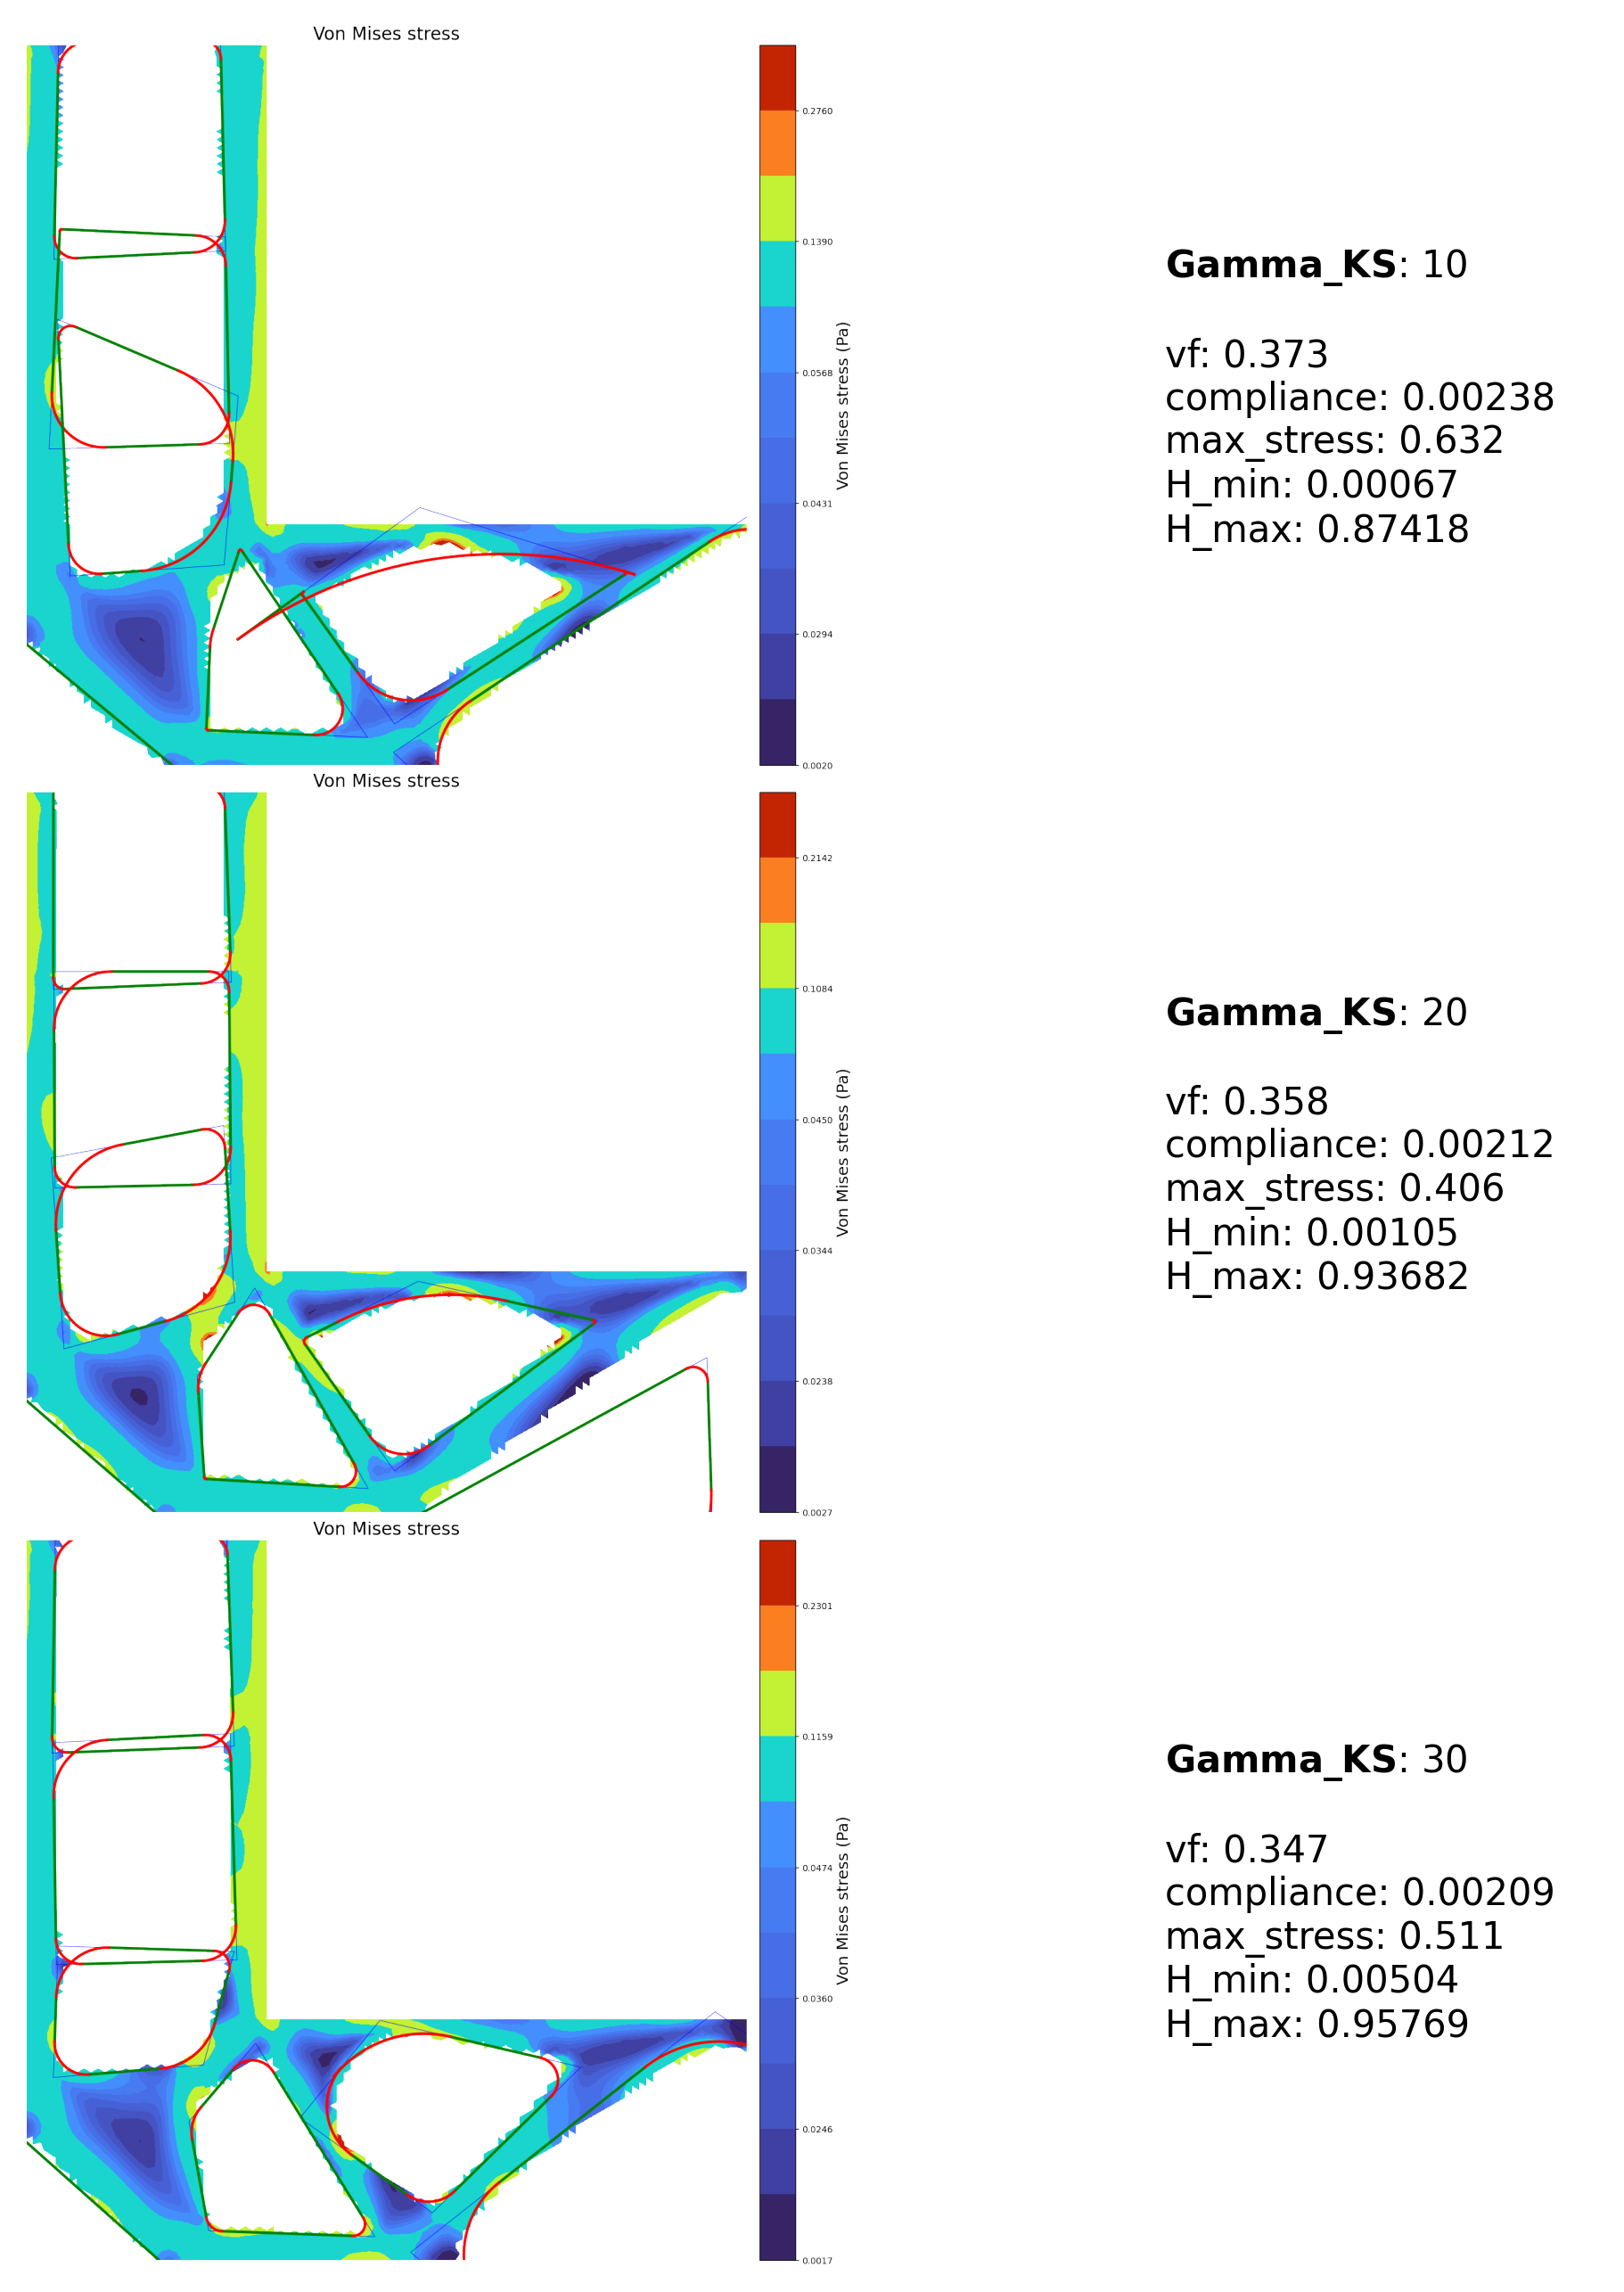 Von Mises stress
0.2760
0.1390
0.0568
0.0431
0.0294
0.0020
Von Mises stress (Pa)
Gamma_KS: 10
vf: 0.373
compliance: 0.00238
max_stress: 0.632
H_min: 0.00067
H_max: 0.87418
Von Mises stress
0.2142
0.1084
0.0450
0.0344
0.0238
0.0027
Von Mises stress (Pa)
Gamma_KS: 20
vf: 0.358
compliance: 0.00212
max_stress: 0.406
H_min: 0.00105
H_max: 0.93682
Von Mises stress
0.2301
0.1159
0.0474
0.0360
0.0246
0.0017
Von Mises stress (Pa)
Gamma_KS: 30
vf: 0.347
compliance: 0.00209
max_stress: 0.511
H_min: 0.00504
H_max: 0.95769